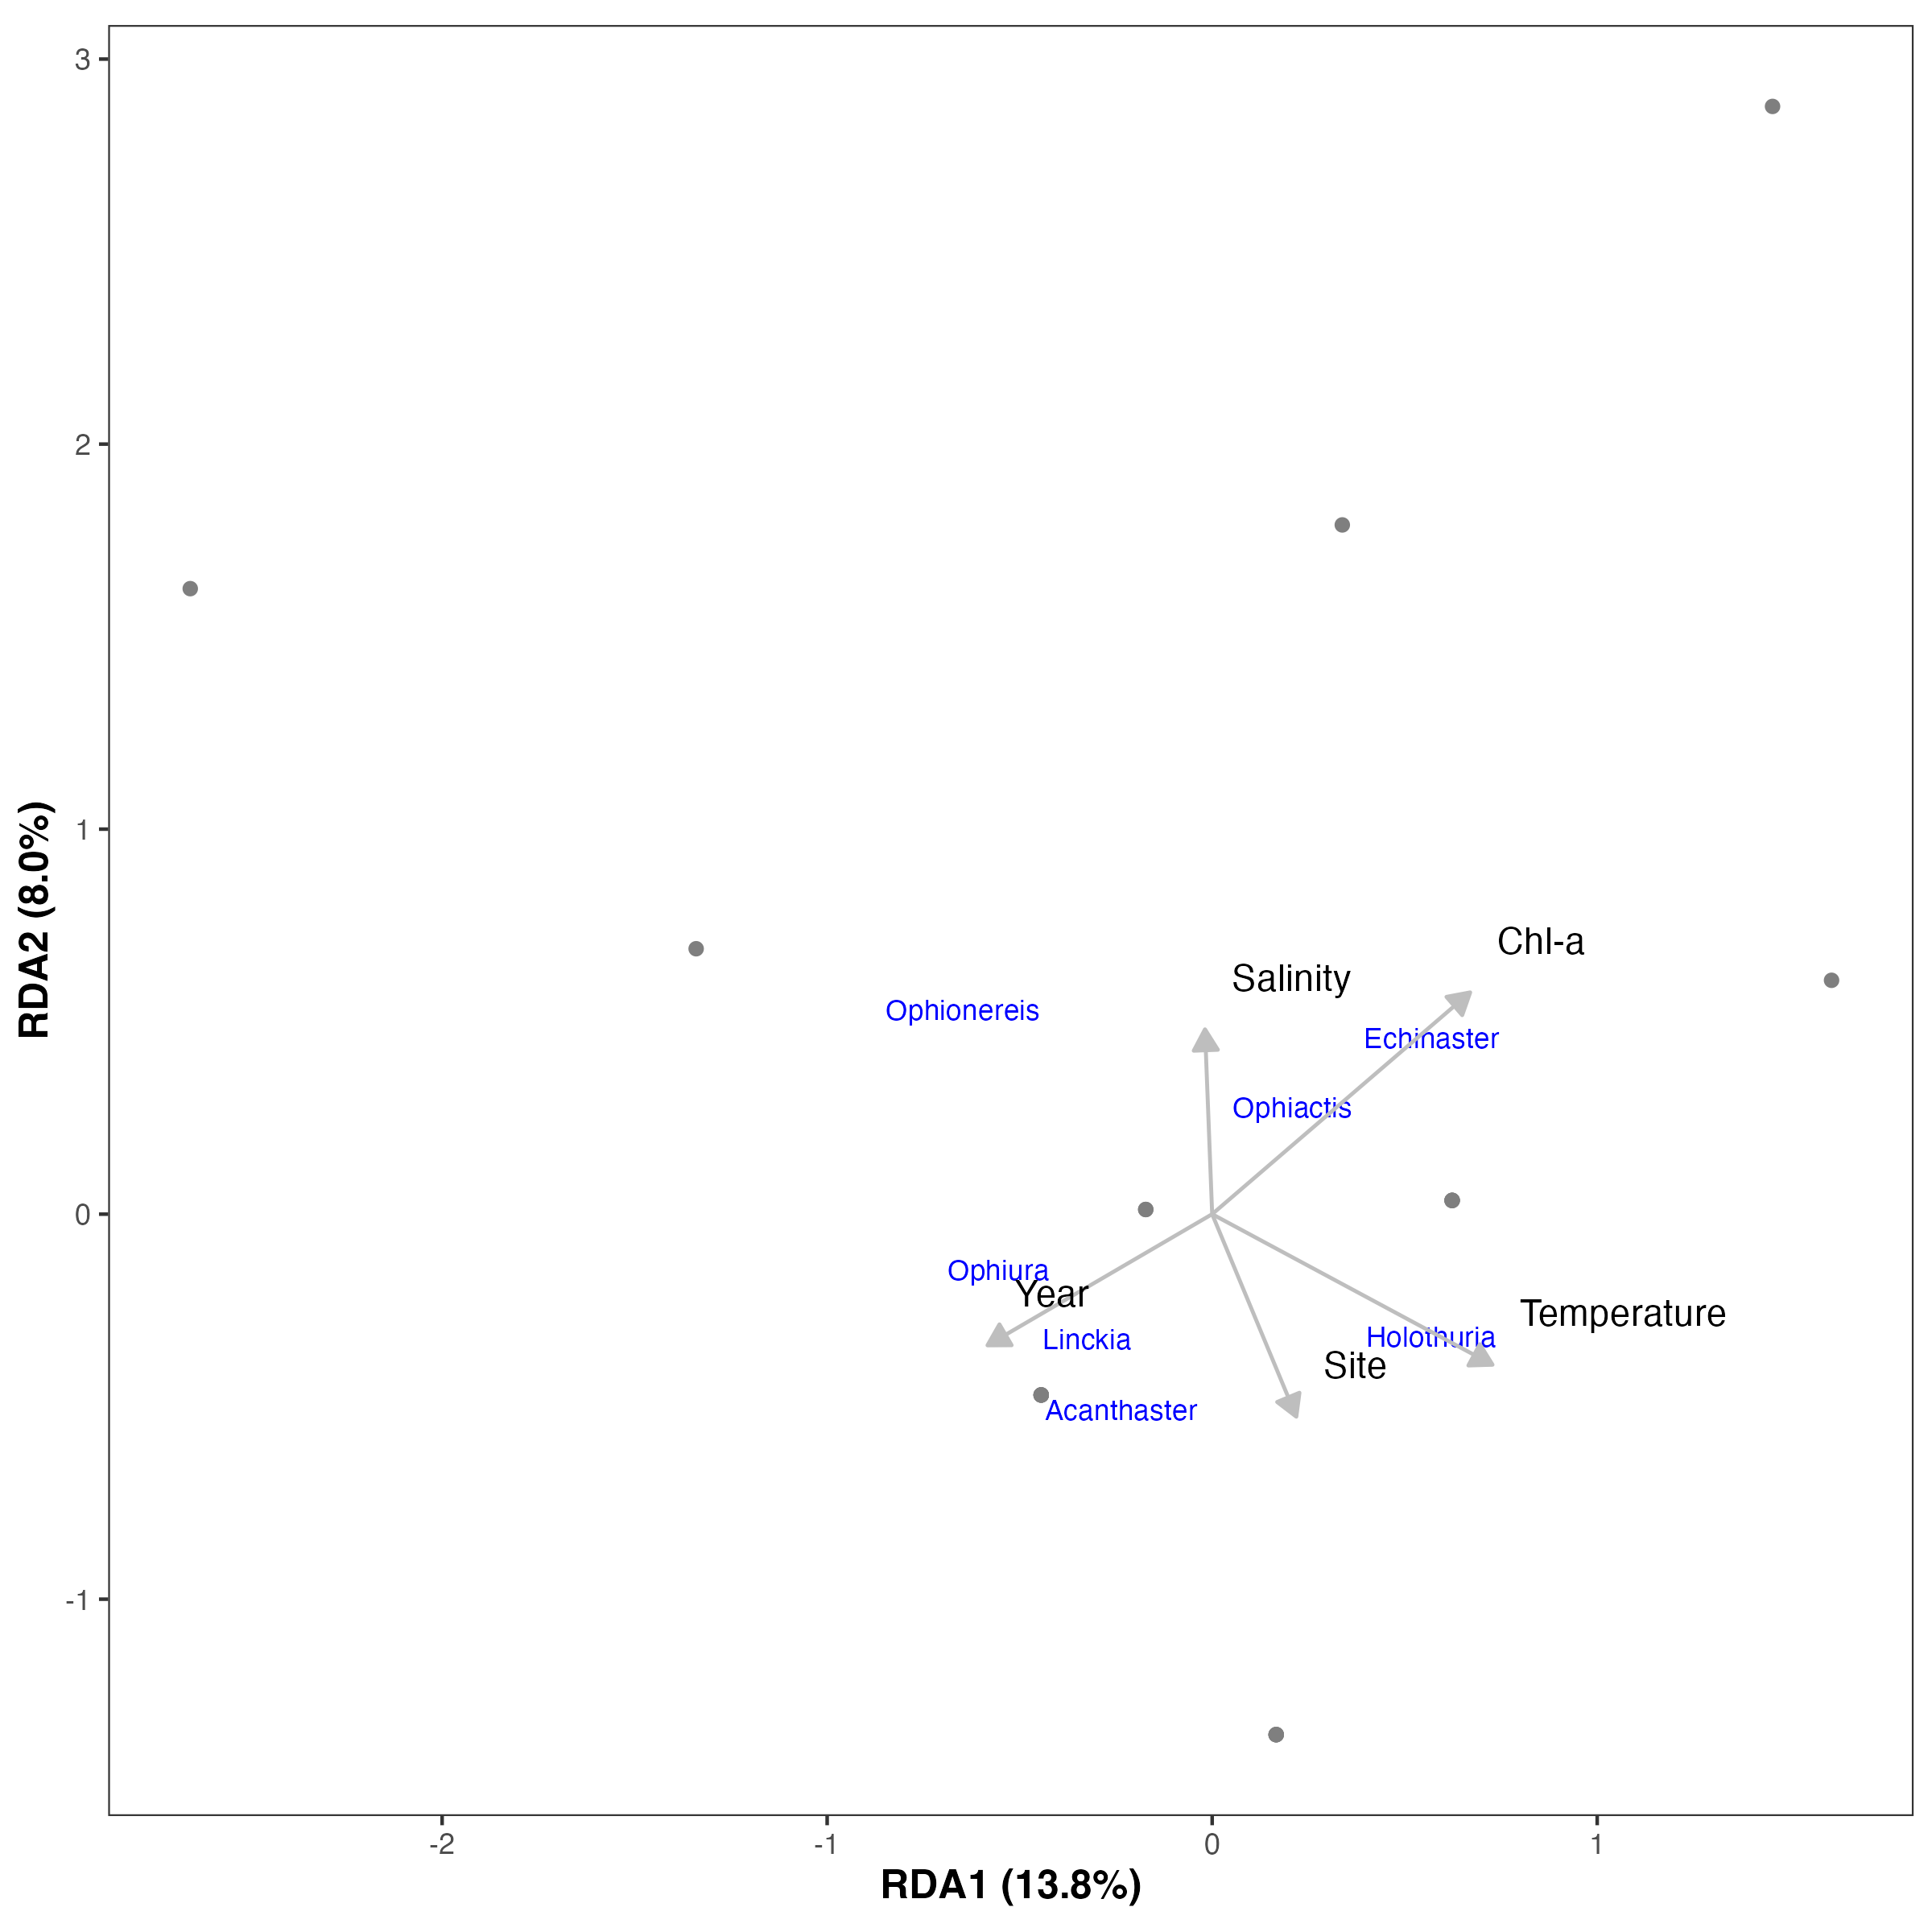 3
2
1
0
-1
RDA2 (8.0%)
Chl-a
Salinity
Ophionereis
Echinaster
Ophiactis
Ophiura
Year
Temperature
Linckia
Holothuria
Site
Acanthaster
-2
-1
0
1
RDA1 (13.8%)